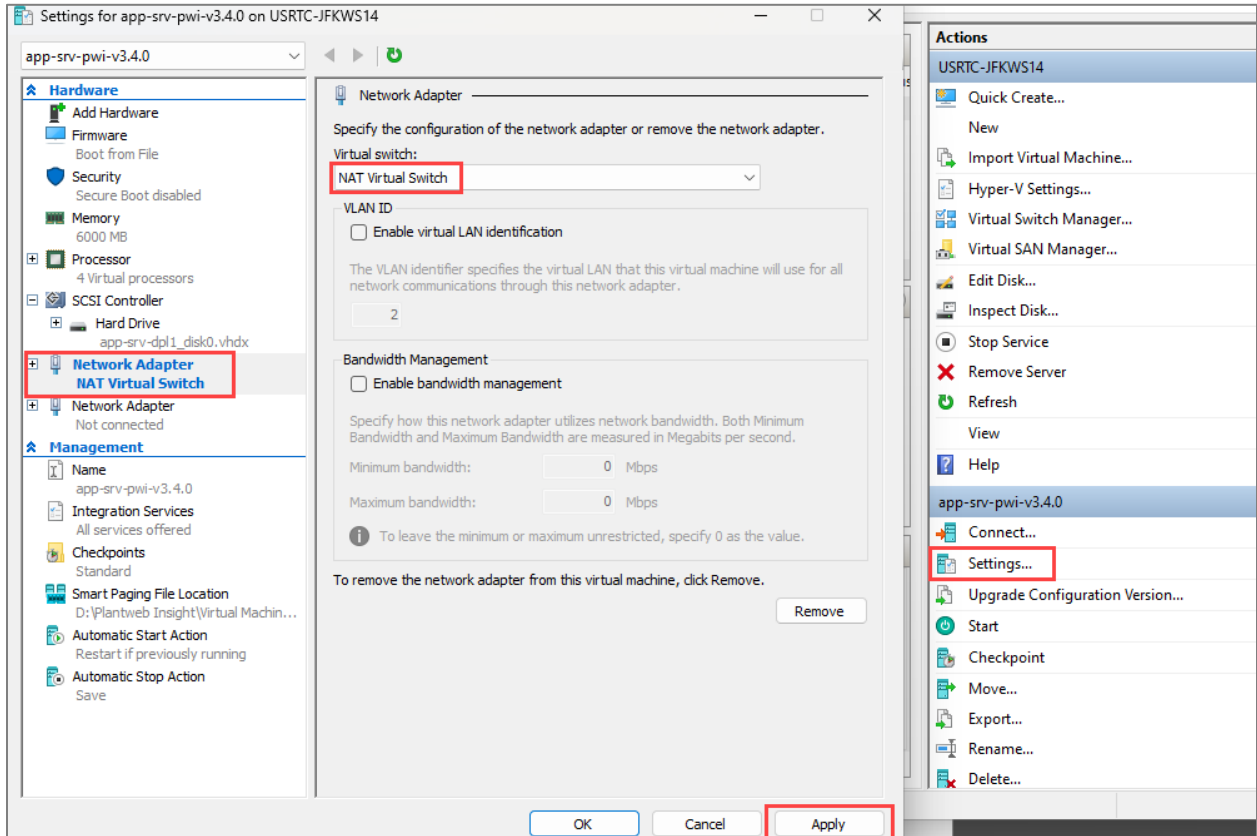 Settings for app-srv-pwi-v3.4.0 on USRTC-JFKWS14
app-srv-pwi-v3.4.0
Hardware
Add Hardware
Firmware
Boot from File
Security
Secure Boot disabled
Memory
6000 MB
Processor
4 Virtual processors
SCSI Controller
Hard Drive
app-srv-dpl1_disk0.vhdx
Network Adapter
NAT Virtual Switch
Network Adapter
Not connected
Management
Name
app-srv-pwi-v3.4.0
Integration Services
All services offered
Checkpoints
Standard
Smart Paging File Location
D:\Plantweb Insight\Virtual Machin...
Automatic Start Action
Restart if previously running
Automatic Stop Action
Save
Network Adapter
Specify the configuration of the network adapter or remove the network adapter.
Virtual switch:
NAT Virtual Switch
VLAN ID
Enable virtual LAN identification
The VLAN identifier specifies the virtual LAN that this virtual machine will use for all
network communications through this network adapter.
2
Bandwidth Management
Enable bandwidth management
Specify how this network adapter utilizes network bandwidth. Both Minimum
Bandwidth and Maximum Bandwidth are measured in Megabits per second.
Minimum bandwidth: 0 Mbps
Maximum bandwidth: 0 Mbps
To leave the minimum or maximum unrestricted, specify 0 as the value.
To remove the network adapter from this virtual machine, click Remove.
Remove
OK Cancel Apply
Actions
USRTC-JFKWS14
Quick Create...
New
Import Virtual Machine...
Hyper-V Settings...
Virtual Switch Manager...
Virtual SAN Manager...
Edit Disk...
Inspect Disk...
Stop Service
Remove Server
Refresh
View
Help
app-srv-pwi-v3.4.0
Connect...
Settings...
Upgrade Configuration Version...
Start
Checkpoint
Move...
Export...
Rename...
Delete...